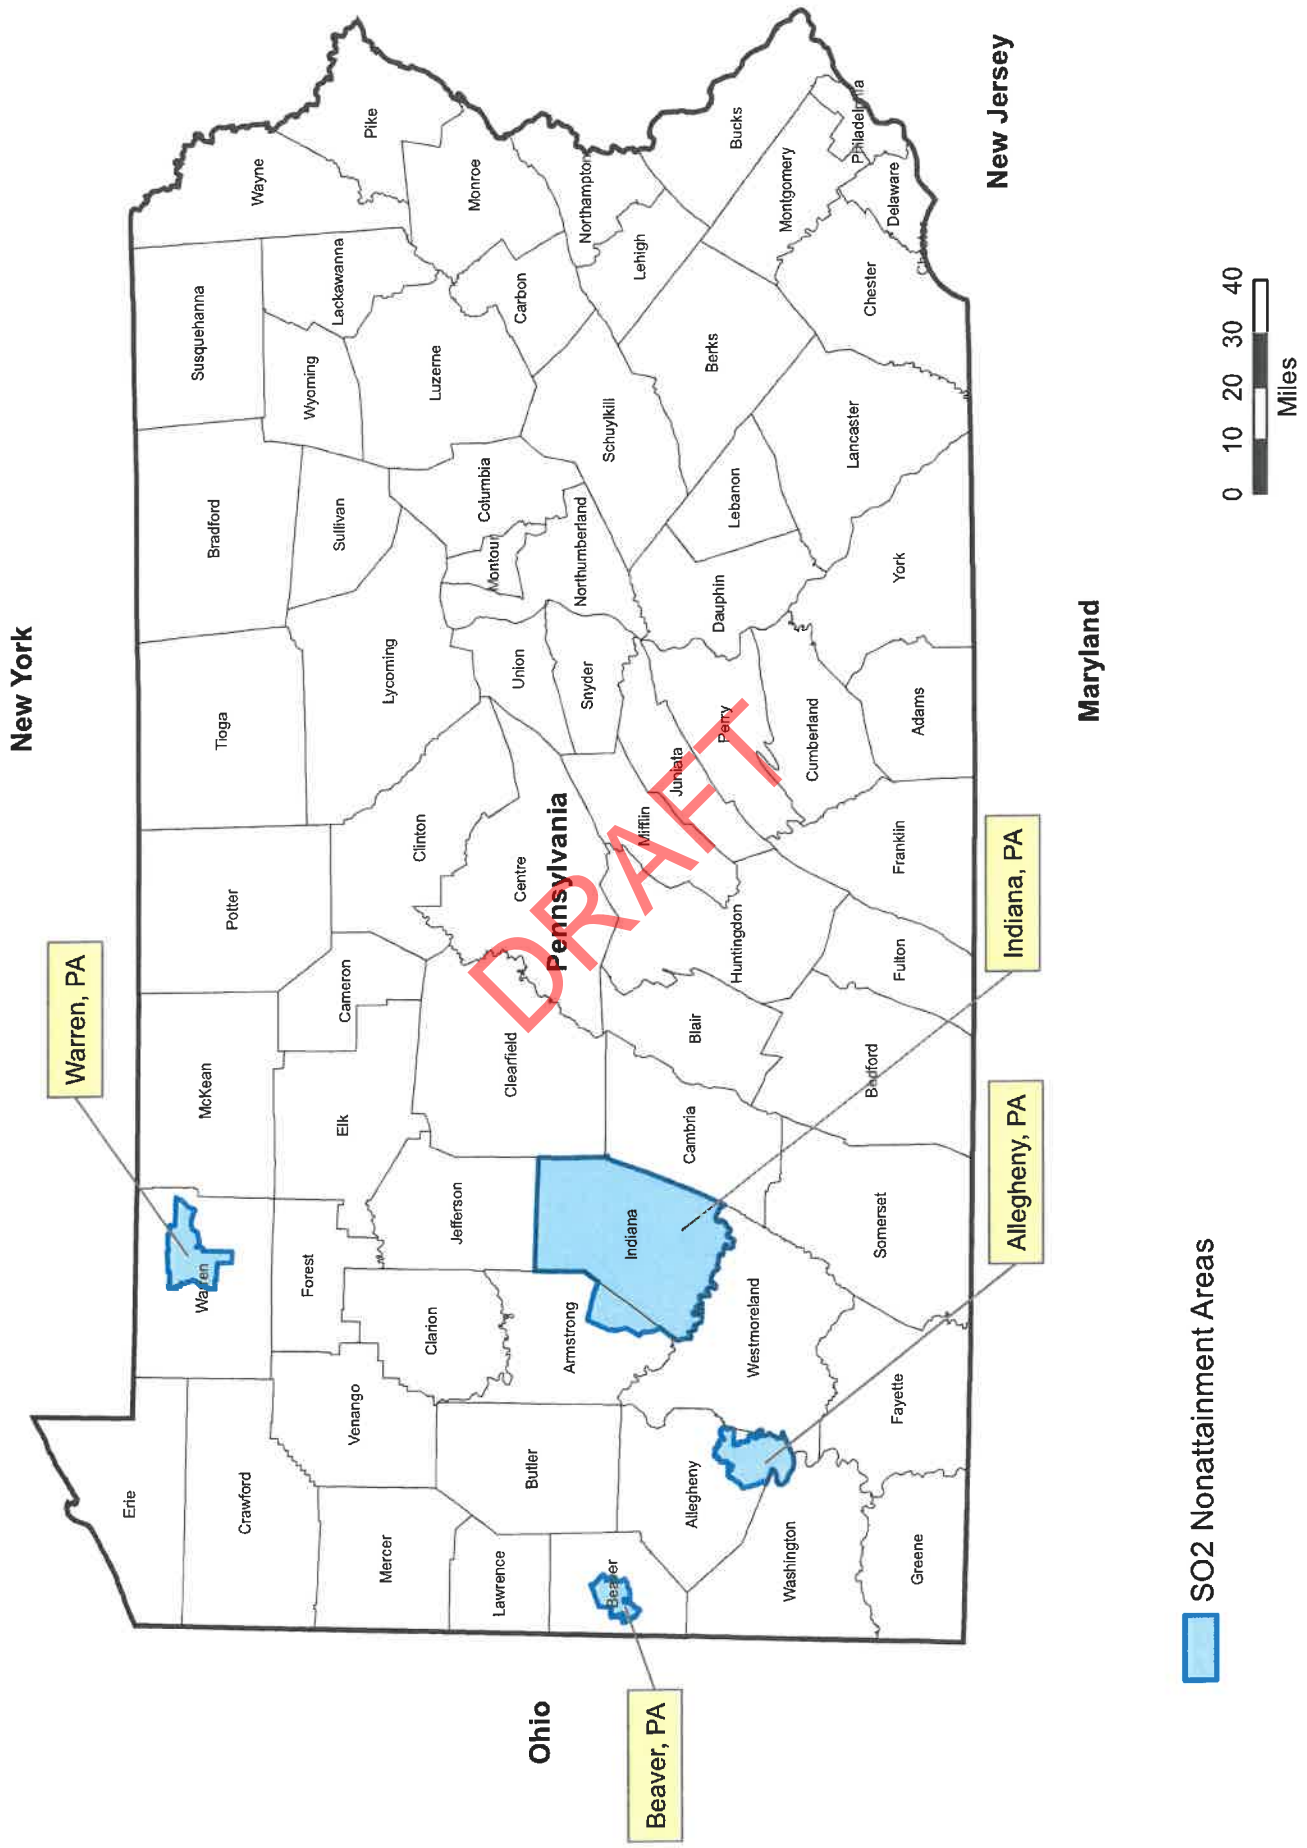 New York
Warren, PA
Erie
Crawford
Warren
McKean
Potter
Tioga
Bradford
Susquehanna
Wayne
Pike
Mercer
Venango
Forest
Elk
Cameron
Clinton
Lycoming
Sullivan
Wyoming
Lackawanna
Monroe
Lawrence
Butler
Clarion
Jefferson
Clearfield
Centre
Union
Montour
Columbia
Luzerne
Carbon
Northampton
Ohio
Pennsylvania
DRAFT
Beaver
Beaver, PA
Allegheny
Armstrong
Indiana
Cambria
Blair
Huntingdon
Mifflin
Juniata
Snyder
Northumberland
Schuylkill
Lehigh
Bucks
Perry
Dauphin
Lebanon
Berks
Montgomery
Philadelphia
Washington
Westmoreland
Somerset
Bedford
Fulton
Franklin
Cumberland
Adams
York
Lancaster
Chester
Delaware
Greene
Fayette
New Jersey
Allegheny, PA
Indiana, PA
Maryland
SO2 Nonattainment Areas
0 10 20 30 40
Miles